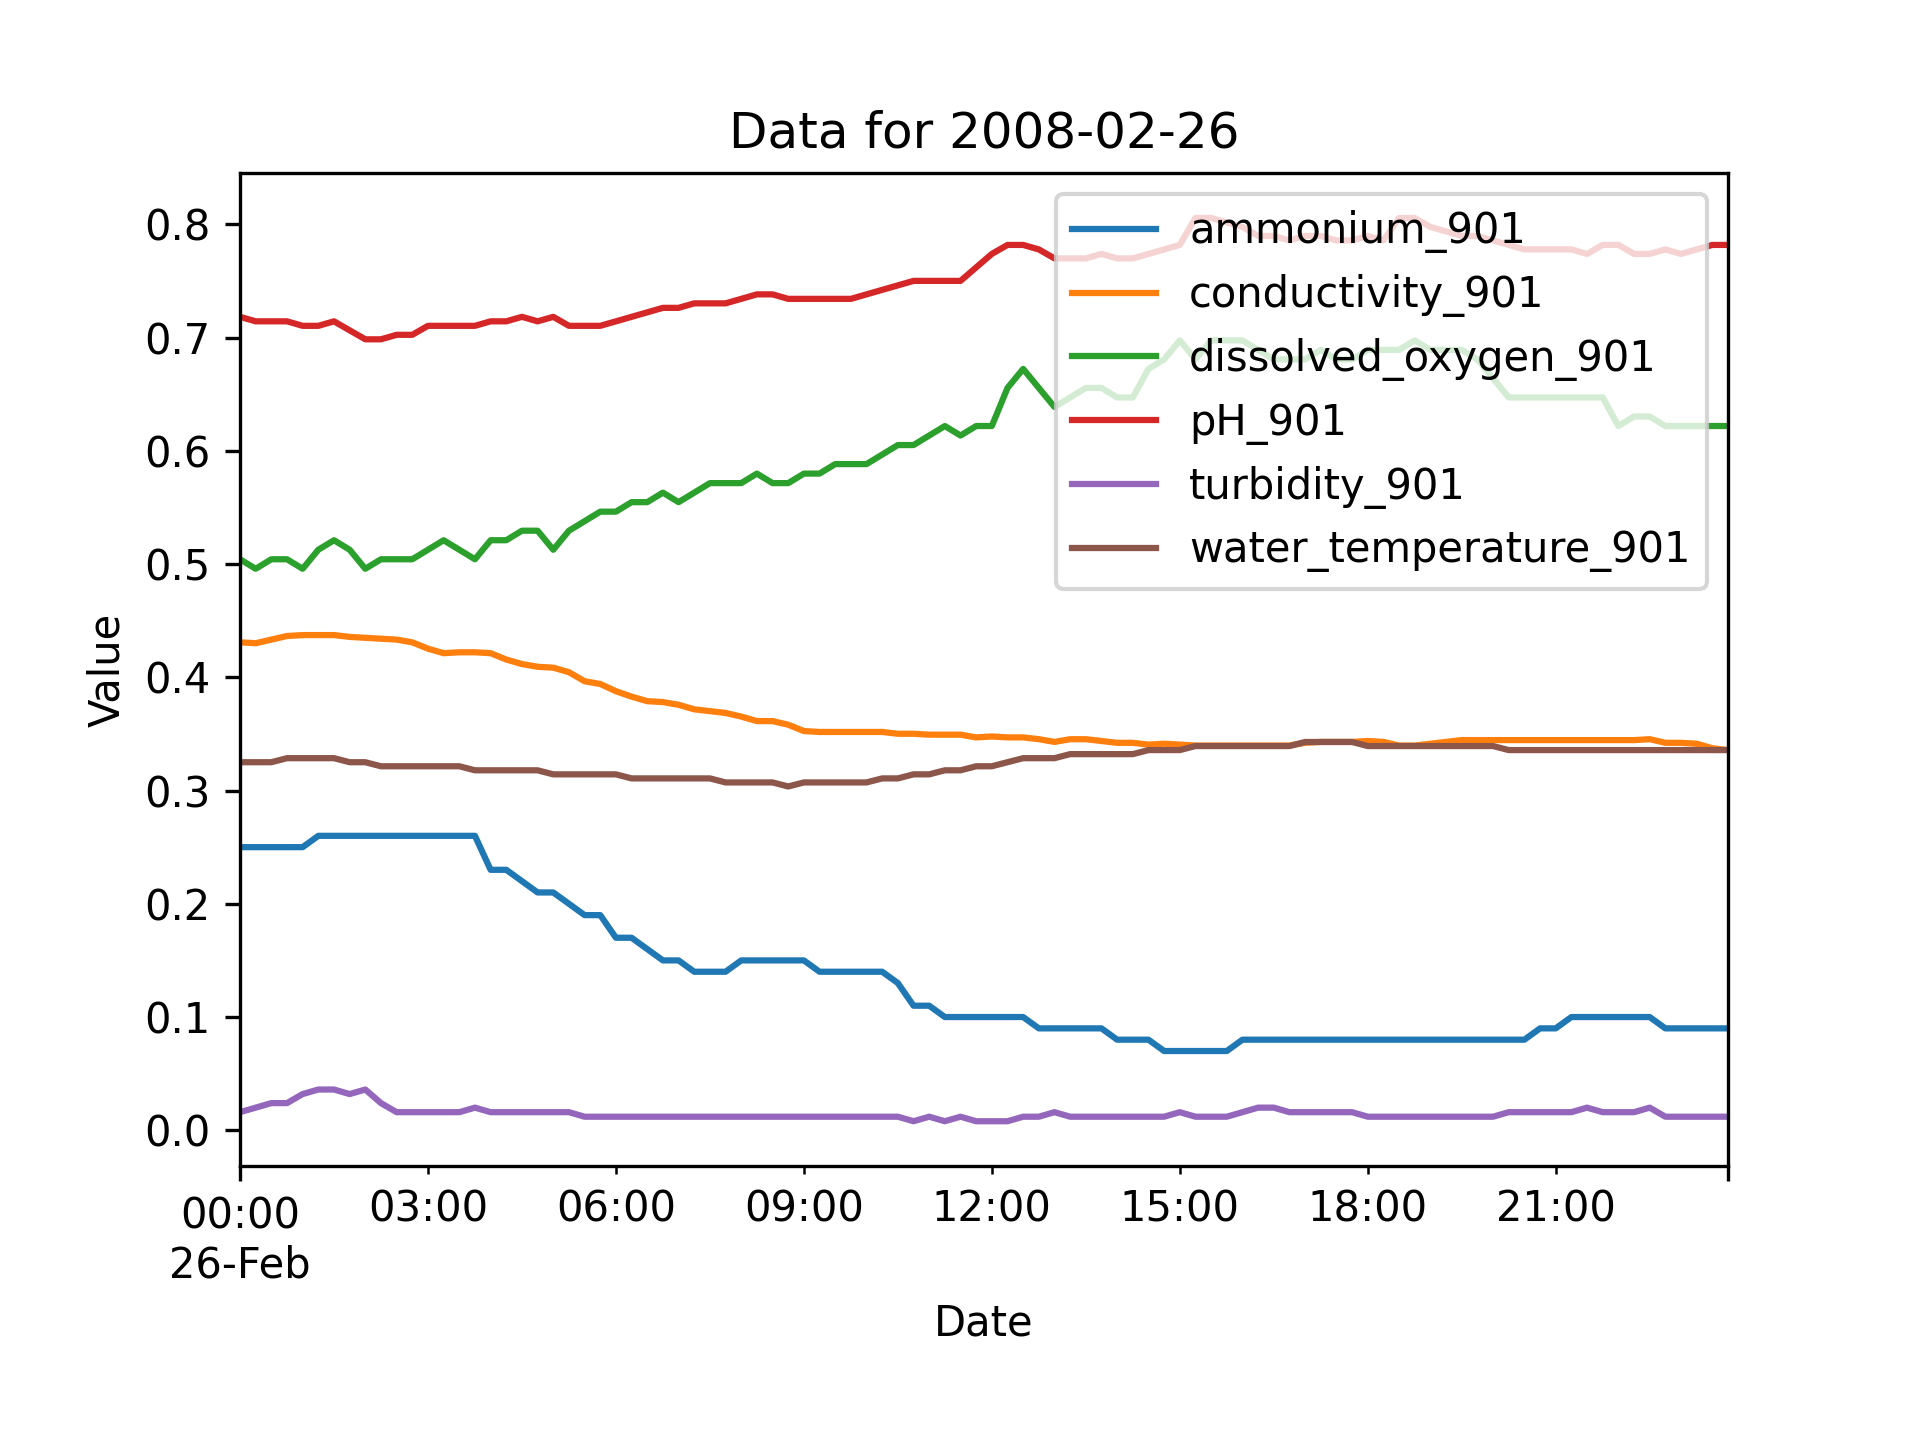 Data for 2008-02-26
0.8
0.7
0.6
0.5
0.4
0.3
0.2
0.1
0.0
Value
ammonium_901
conductivity_901
dissolved_oxygen_901
pH_901
turbidity_901
water_temperature_901
00:00 03:00 06:00 09:00 12:00 15:00 18:00 21:00
26-Feb
Date